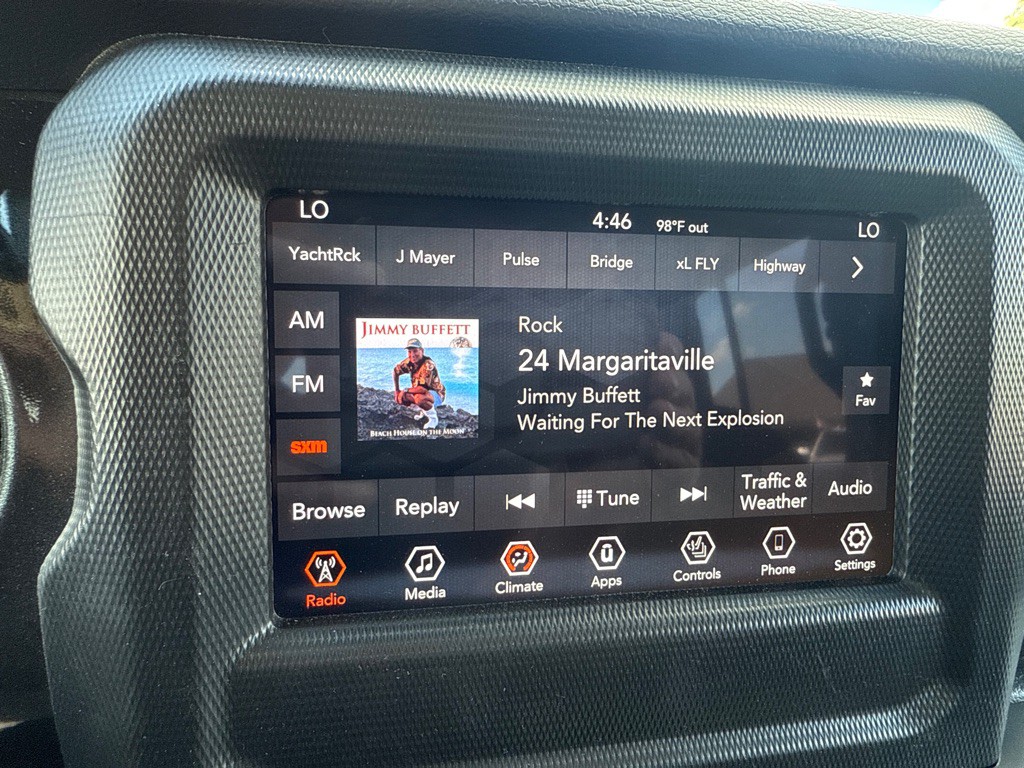 LO
4:46
98°F out
LO
YachtRck
J Mayer
Pulse
Bridge
xL FLY
Highway
AM
FM
sxm
JIMMY BUFFETT
BEACH HOUSE ON THE MOON
Rock
24 Margaritaville
Jimmy Buffett
Waiting For The Next Explosion
Fav
Browse
Replay
Tune
Traffic &
Weather
Audio
Radio
Media
Climate
Apps
Controls
Phone
Settings